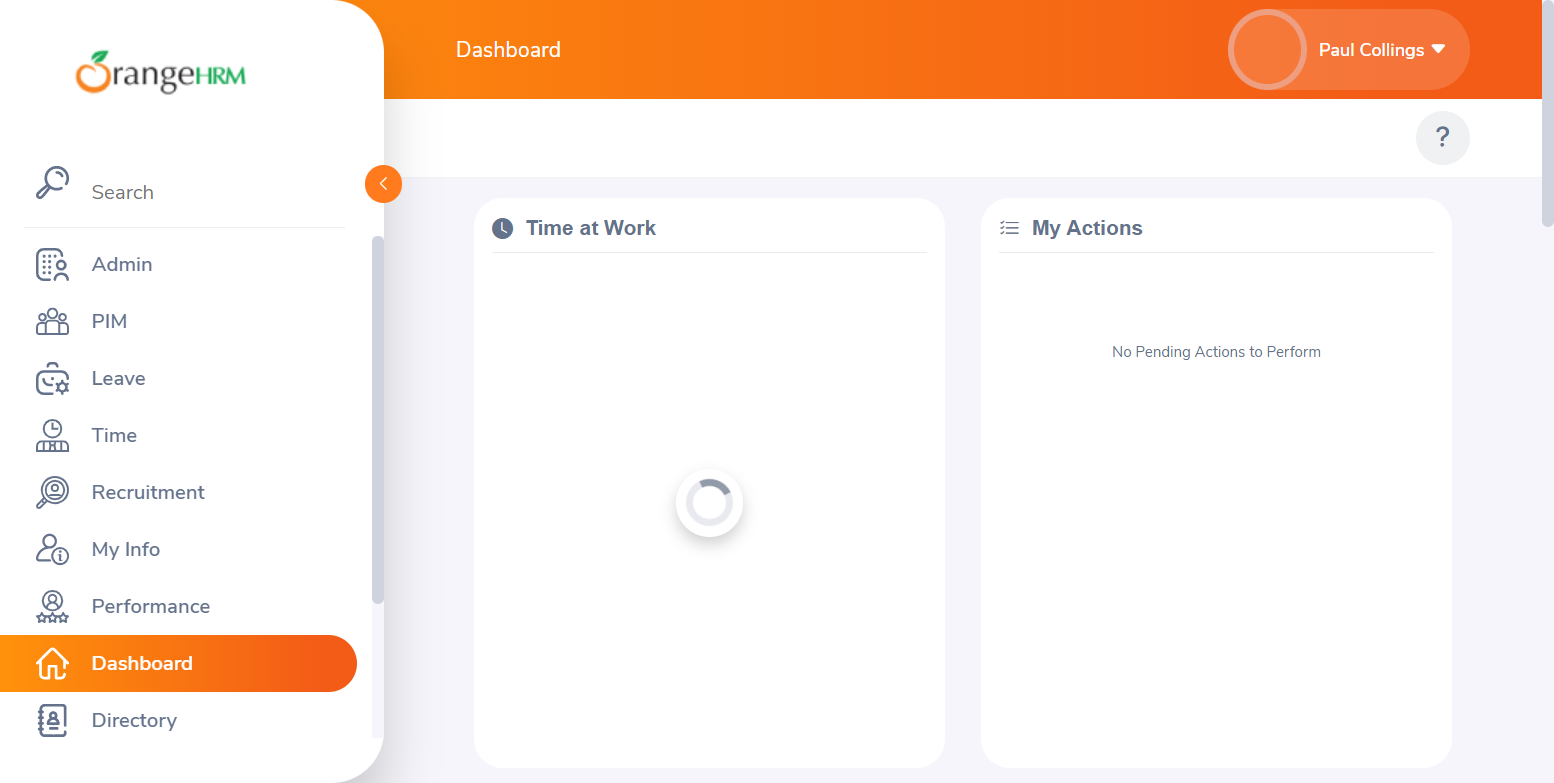 OrangeHRM
Dashboard
Paul Collings
?
Search
Admin
PIM
Leave
Time
Recruitment
My Info
Performance
Dashboard
Directory
Time at Work
My Actions
No Pending Actions to Perform